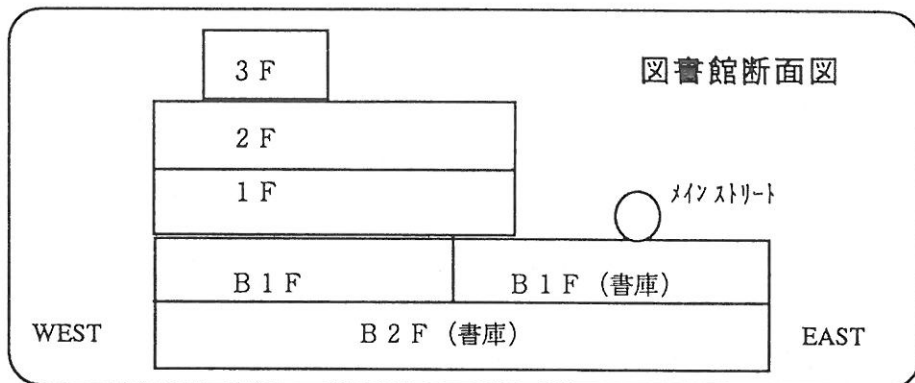 図書館断面図
3F
2F
1F
メインストリート
B1F
B1F(書庫)
B2F(書庫)
WEST
EAST